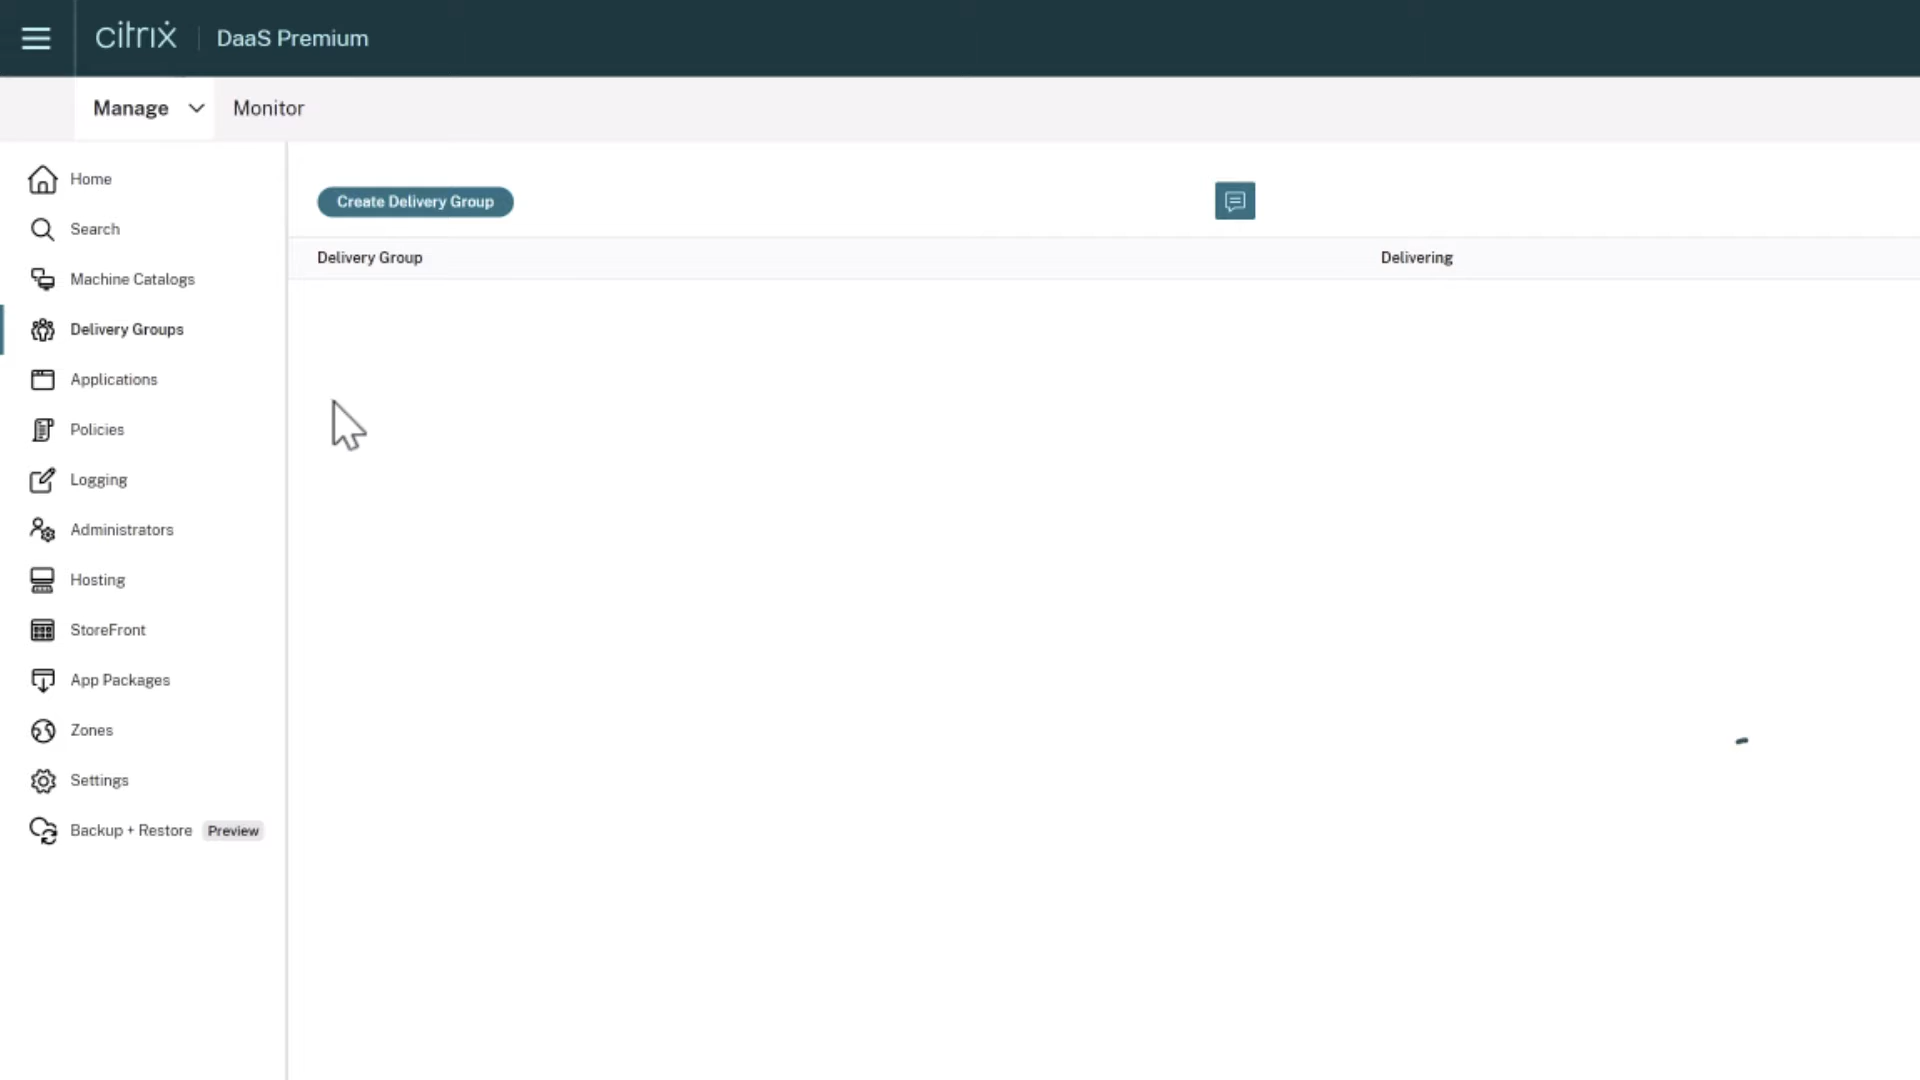 citrix DaaS Premium
Manage Monitor
Home
Search
Machine Catalogs
Delivery Groups
Applications
Policies
Logging
Administrators
Hosting
StoreFront
App Packages
Zones
Settings
Backup + Restore Preview
Create Delivery Group
Delivery Group Delivering